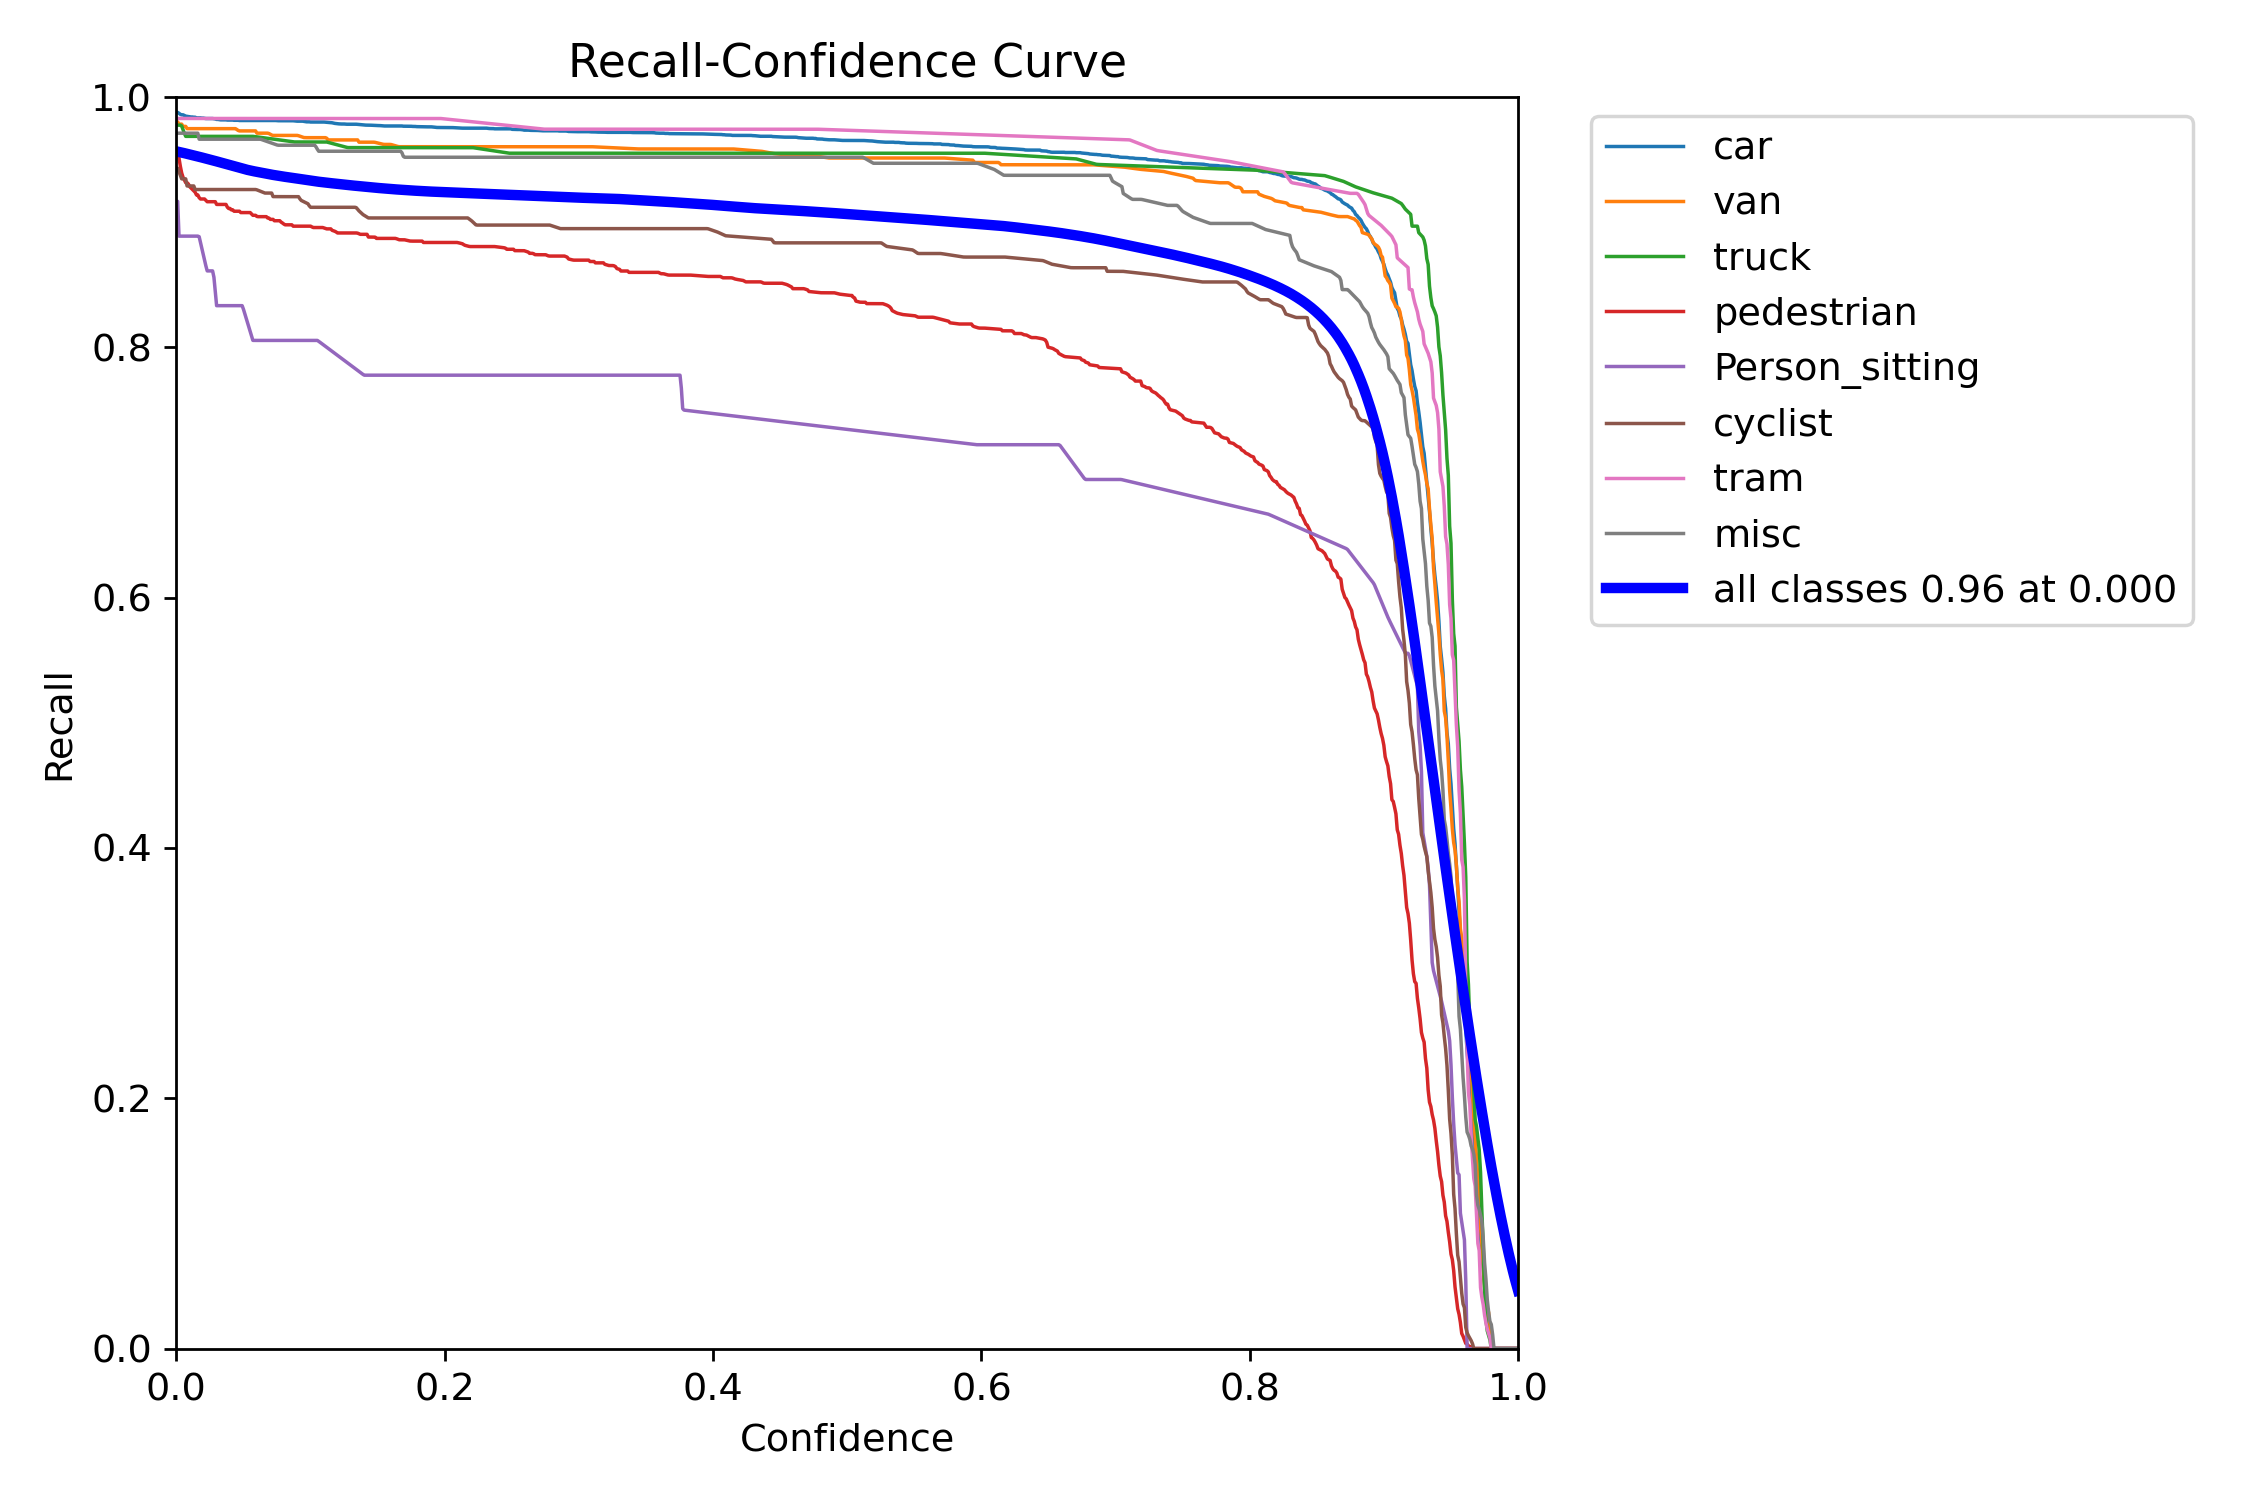 Recall-Confidence Curve
1.0
0.8
0.6
0.4
0.2
0.0
Recall
0.0 0.2 0.4 0.6 0.8 1.0
Confidence
car
van
truck
pedestrian
Person_sitting
cyclist
tram
misc
all classes 0.96 at 0.000